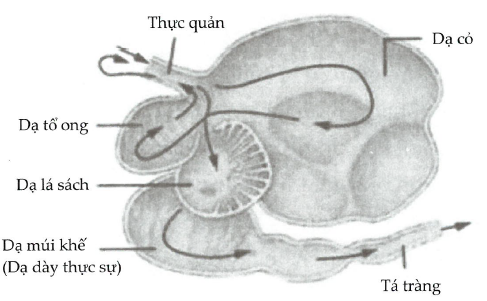 Thực quản
Dạ cỏ
Dạ tổ ong
Dạ lá sách
Dạ múi khế
(Dạ dày thực sự)
Tá tràng